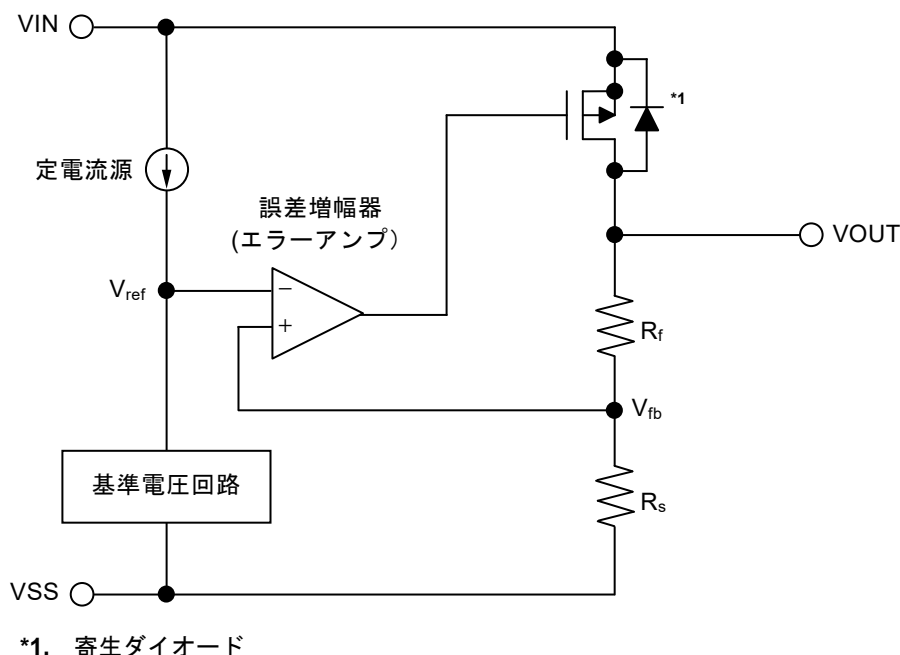 VIN
*1
定電流源
誤差増幅器
(エラーアンプ）
VOUT
Vref
−
+
Rf
Vfb
基準電圧回路
Rs
VSS
*1. 寄生ダイオード